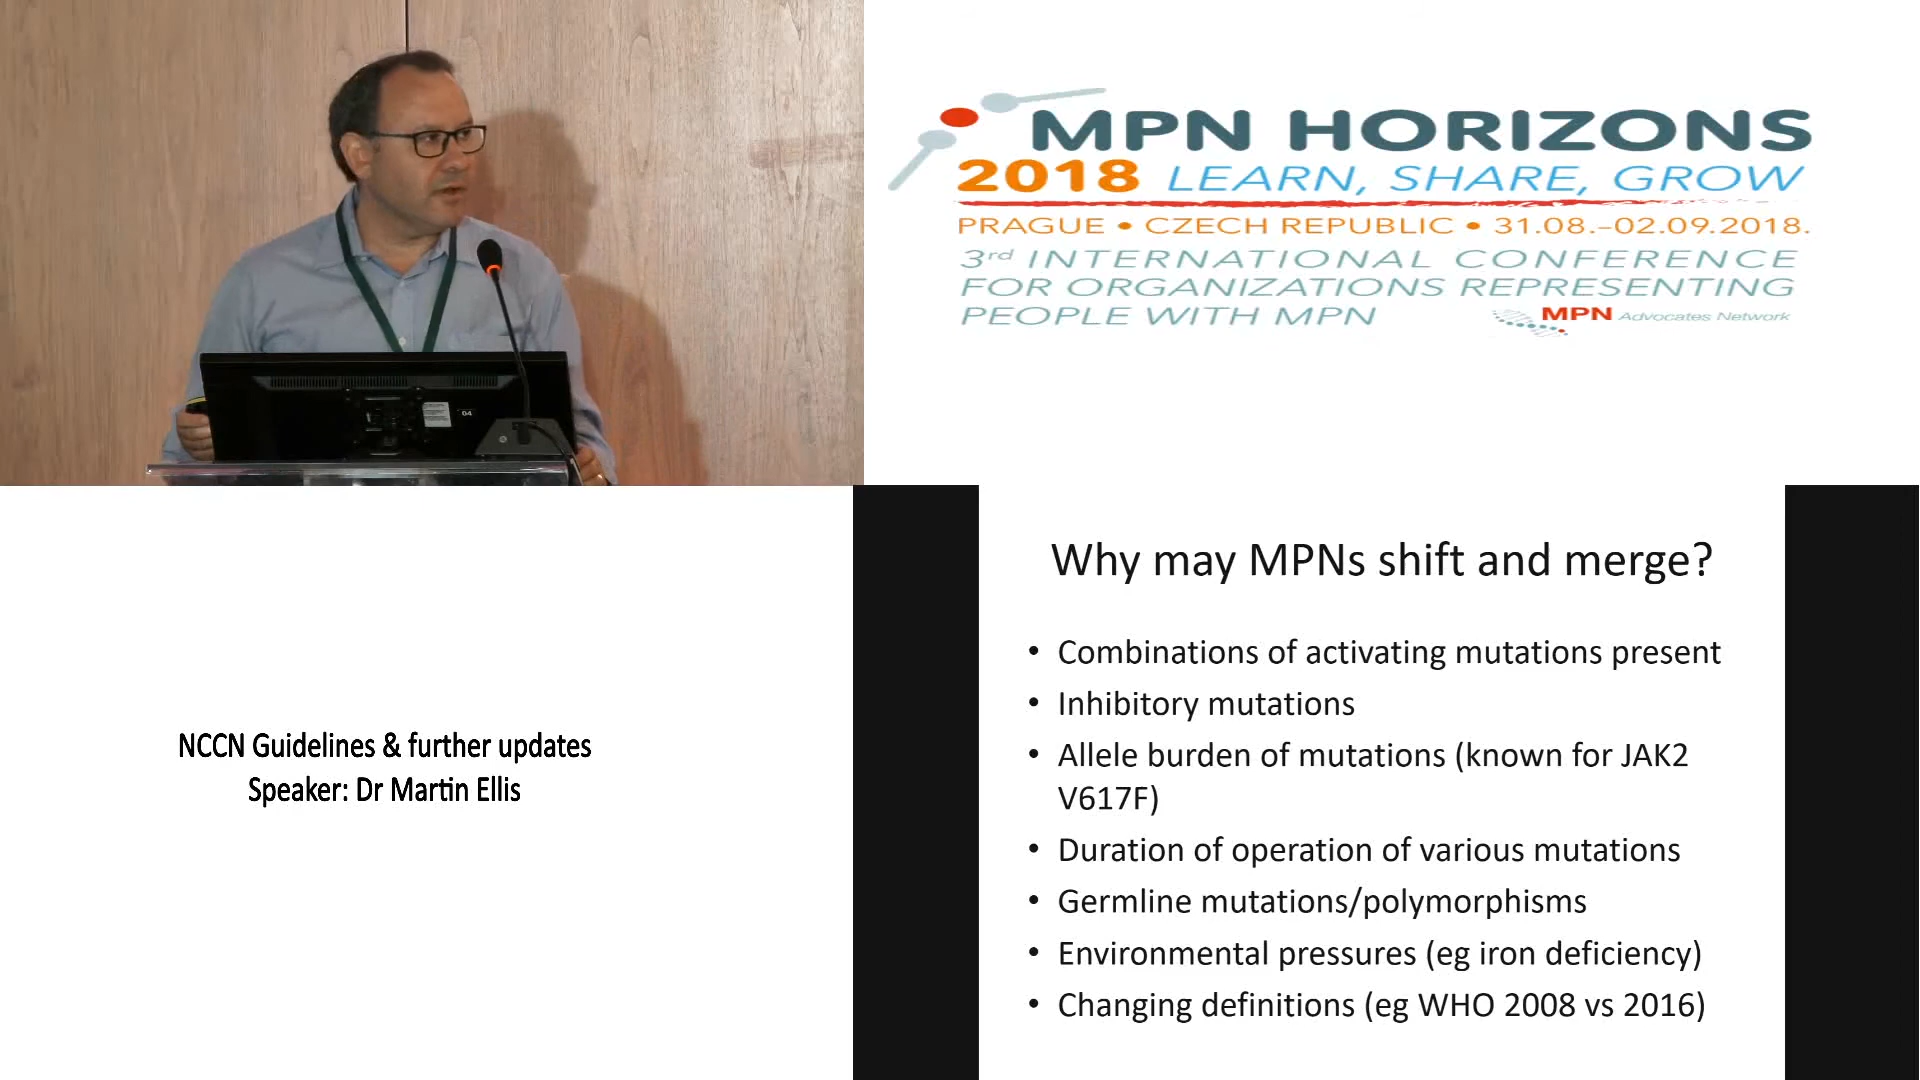 MPN HORIZONS
2018 LEARN, SHARE, GROW
PRAGUE • CZECH REPUBLIC • 31.08.–02.09.2018.
3rd INTERNATIONAL CONFERENCE
FOR ORGANIZATIONS REPRESENTING
PEOPLE WITH MPN
MPN Advocates Network
04
NCCN Guidelines & further updates
Speaker: Dr Martin Ellis
Why may MPNs shift and merge?
• Combinations of activating mutations present
• Inhibitory mutations
• Allele burden of mutations (known for JAK2
V617F)
• Duration of operation of various mutations
• Germline mutations/polymorphisms
• Environmental pressures (eg iron deficiency)
• Changing definitions (eg WHO 2008 vs 2016)